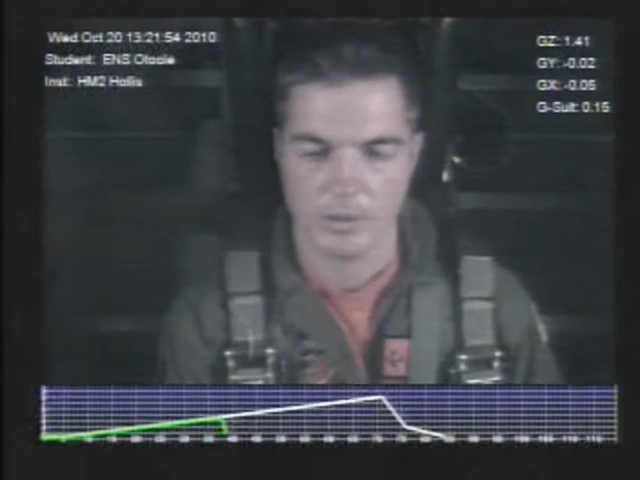 Wed Oct 20 13:21:54 2010
Student: ENS Otoole
Inst: HM2 Hollis
GZ: 1.41
GY: -0.02
GX: -0.05
G-Suit: 0.15